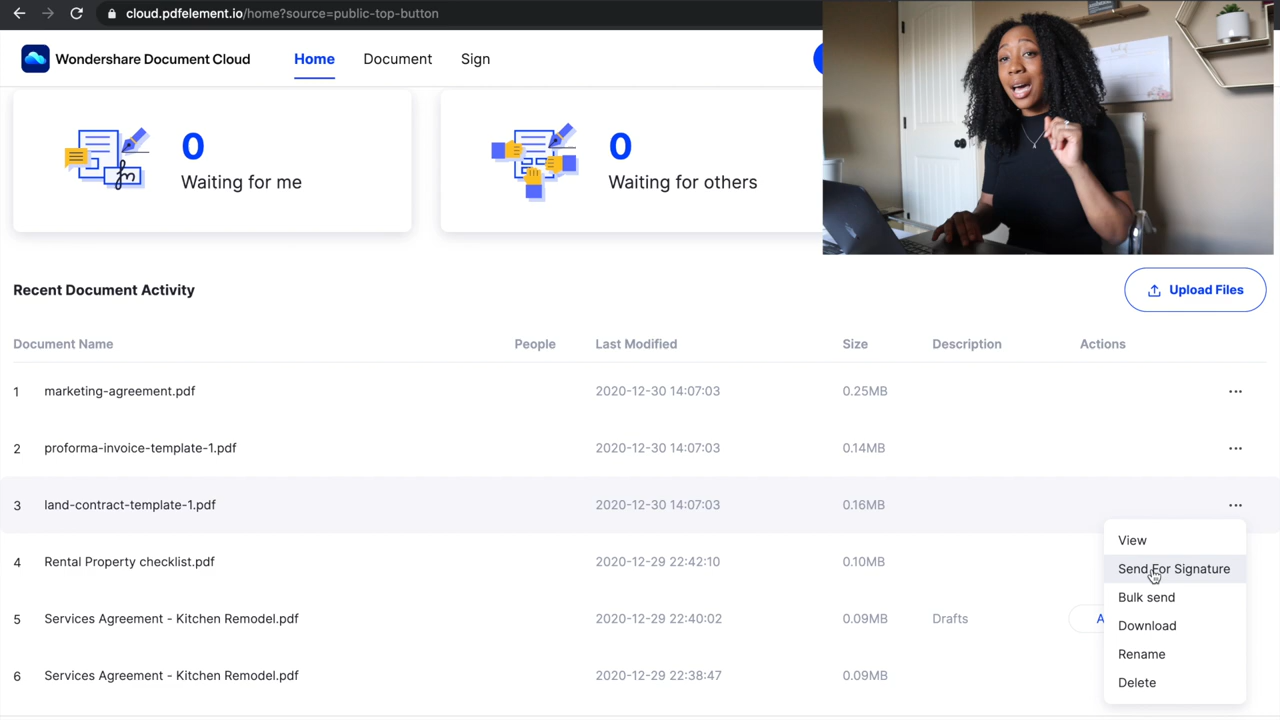 cloud.pdfelement.io/home?source=public-top-button
Wondershare Document Cloud Home Document Sign
0
Waiting for me
0
Waiting for others
Recent Document Activity
Upload Files
Document Name People Last Modified Size Description Actions
1 marketing-agreement.pdf 2020-12-30 14:07:03 0.25MB ...
2 proforma-invoice-template-1.pdf 2020-12-30 14:07:03 0.14MB ...
3 land-contract-template-1.pdf 2020-12-30 14:07:03 0.16MB ...
View
4 Rental Property checklist.pdf 2020-12-29 22:42:10 0.10MB
Send For Signature
Bulk send
5 Services Agreement - Kitchen Remodel.pdf 2020-12-29 22:40:02 0.09MB Drafts A
Download
Rename
6 Services Agreement - Kitchen Remodel.pdf 2020-12-29 22:38:47 0.09MB
Delete